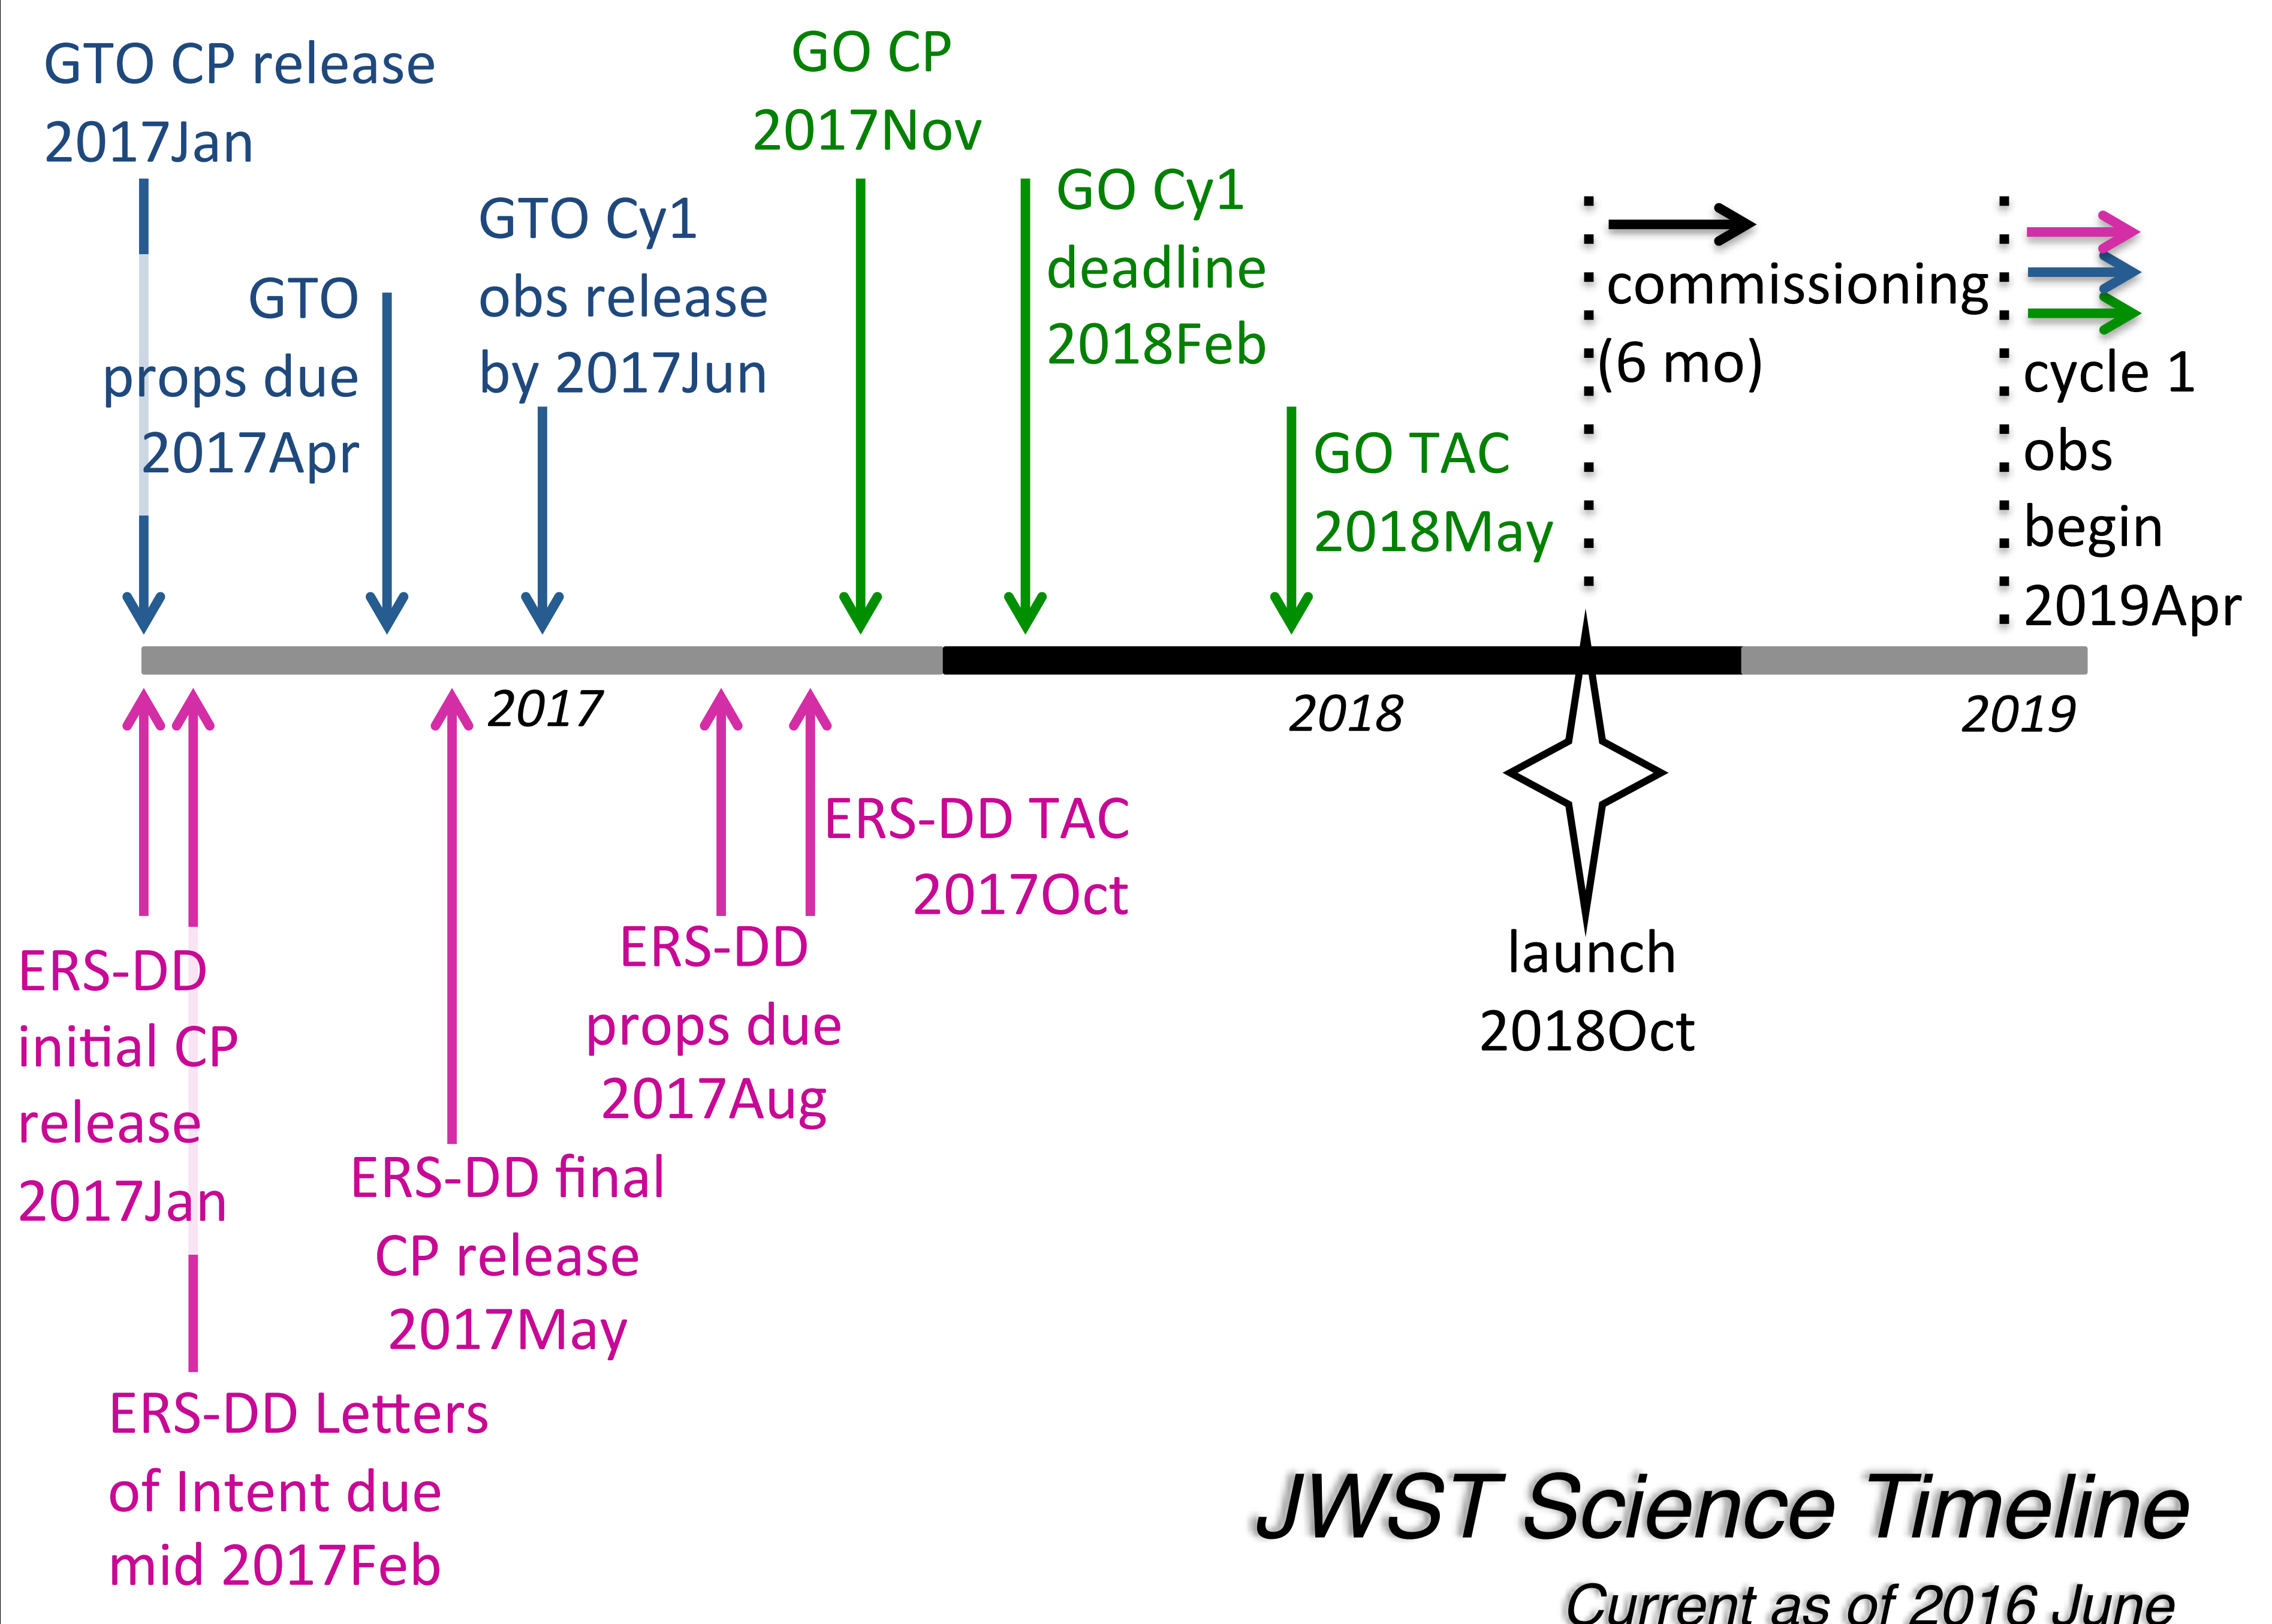 GTO CP release
2017Jan
GTO
props due
2017Apr
GTO Cy1
obs release
by 2017Jun
GO CP
2017Nov
GO Cy1
deadline
2018Feb
GO TAC
2018May
commissioning
(6 mo)
cycle 1
obs
begin
2019Apr
2017
2018
2019
ERS-DD
initial CP
release
2017Jan
ERS-DD Letters
of Intent due
mid 2017Feb
ERS-DD final
CP release
2017May
ERS-DD
props due
2017Aug
ERS-DD TAC
2017Oct
launch
2018Oct
JWST Science Timeline
Current as of 2016 June